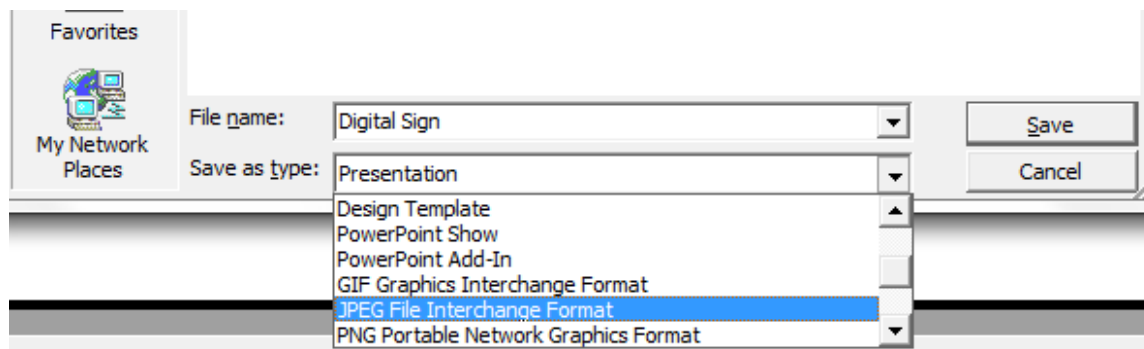 Favorites
My Network
Places
File name:
Digital Sign
Save
Save as type:
Presentation
Cancel
Design Template
PowerPoint Show
PowerPoint Add-In
GIF Graphics Interchange Format
JPEG File Interchange Format
PNG Portable Network Graphics Format